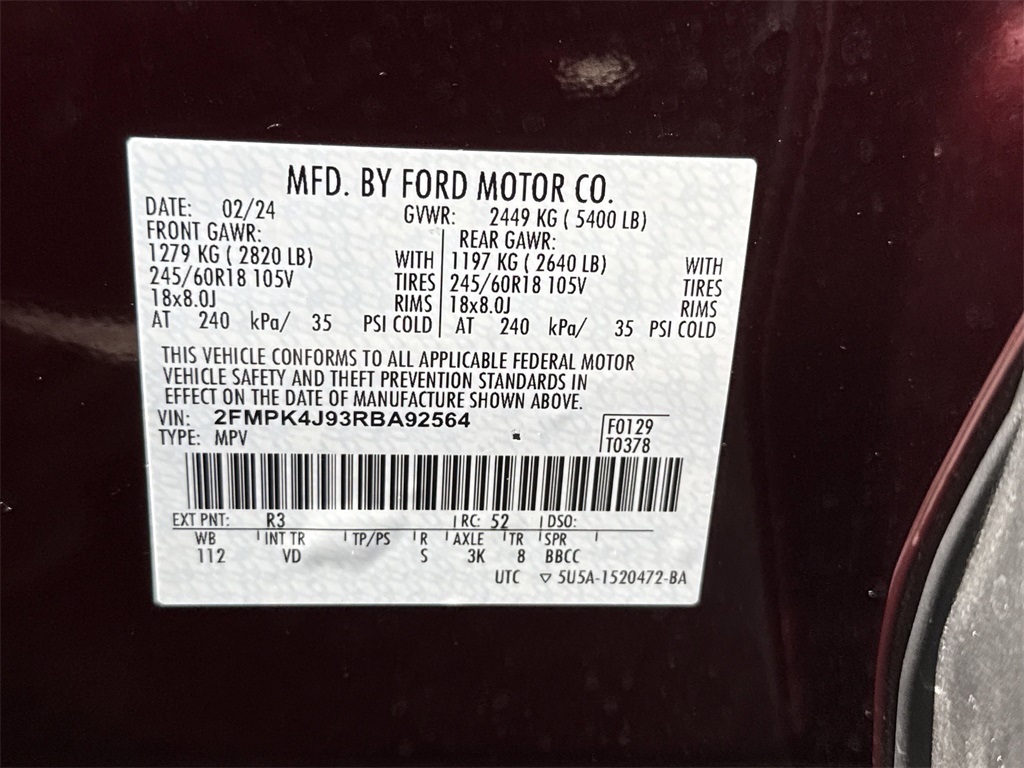 MFD. BY FORD MOTOR CO.
DATE: 02/24 GVWR: 2449 KG ( 5400 LB)
FRONT GAWR: REAR GAWR:
1279 KG ( 2820 LB) WITH 1197 KG ( 2640 LB) WITH
245/60R18 105V TIRES 245/60R18 105V TIRES
18x8.0J RIMS 18x8.0J RIMS
AT 240 kPa/ 35 PSI COLD AT 240 kPa/ 35 PSI COLD
THIS VEHICLE CONFORMS TO ALL APPLICABLE FEDERAL MOTOR
VEHICLE SAFETY AND THEFT PREVENTION STANDARDS IN
EFFECT ON THE DATE OF MANUFACTURE SHOWN ABOVE.
VIN: 2FMPK4J93RBA92564 F0129
TYPE: MPV T0378
EXT PNT: R3 RC: 52 DSO:
WB INT TR TP/PS R AXLE TR SPR
112 VD S 3K 8 BBCC
UTC ▽ 5U5A-1520472-BA